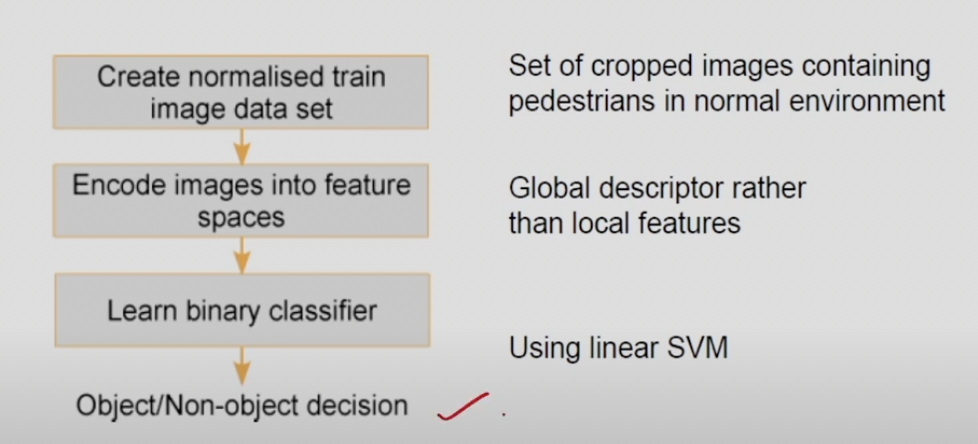 Create normalised train
image data set
Set of cropped images containing
pedestrians in normal environment
Encode images into feature
spaces
Global descriptor rather
than local features
Learn binary classifier
Using linear SVM
Object/Non-object decision